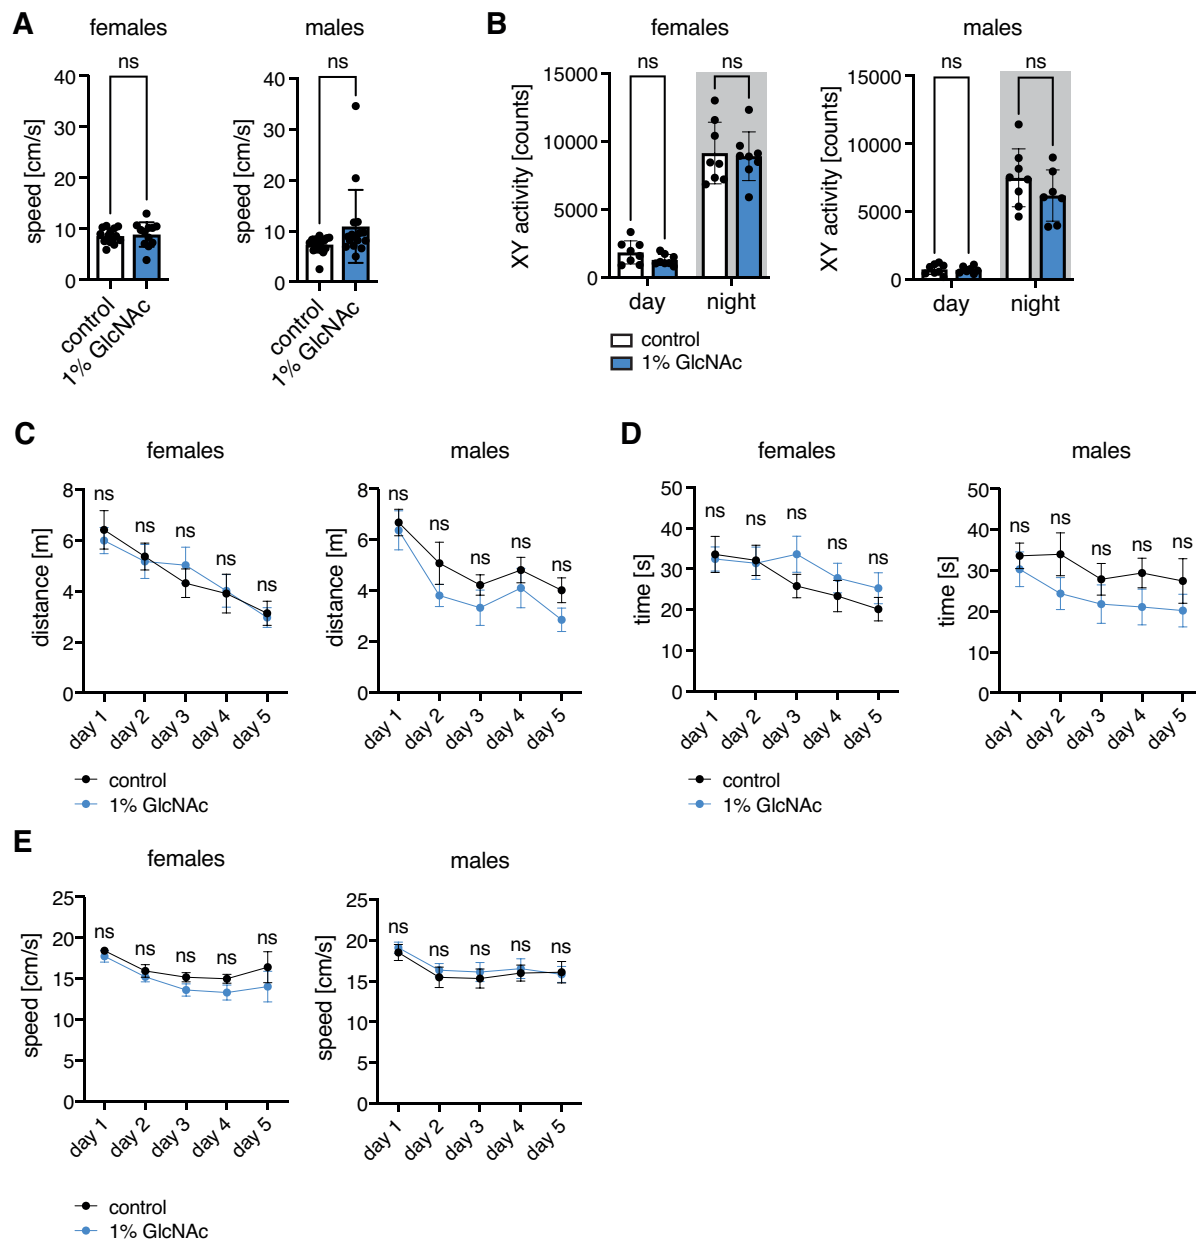 A
females
males
ns
ns
speed [cm/s]
40
30
20
10
0
control
1% GlcNAc
speed [cm/s]
40
30
20
10
0
control
1% GlcNAc
B
females
males
ns
ns
ns
ns
XY activity [counts]
15000
10000
5000
0
day
night
XY activity [counts]
15000
10000
5000
0
day
night
control
1% GlcNAc
C
females
males
distance [m]
8
6
4
2
0
ns
ns
ns
ns
ns
day 1
day 2
day 3
day 4
day 5
distance [m]
8
6
4
2
0
ns
ns
ns
ns
ns
day 1
day 2
day 3
day 4
day 5
control
1% GlcNAc
D
females
males
time [s]
50
40
30
20
10
0
ns
ns
ns
ns
ns
day 1
day 2
day 3
day 4
day 5
time [s]
50
40
30
20
10
0
ns
ns
ns
ns
ns
day 1
day 2
day 3
day 4
day 5
control
1% GlcNAc
E
females
males
speed [cm/s]
25
20
15
10
5
0
ns
ns
ns
ns
ns
day 1
day 2
day 3
day 4
day 5
speed [cm/s]
25
20
15
10
5
0
ns
ns
ns
ns
ns
day 1
day 2
day 3
day 4
day 5
control
1% GlcNAc